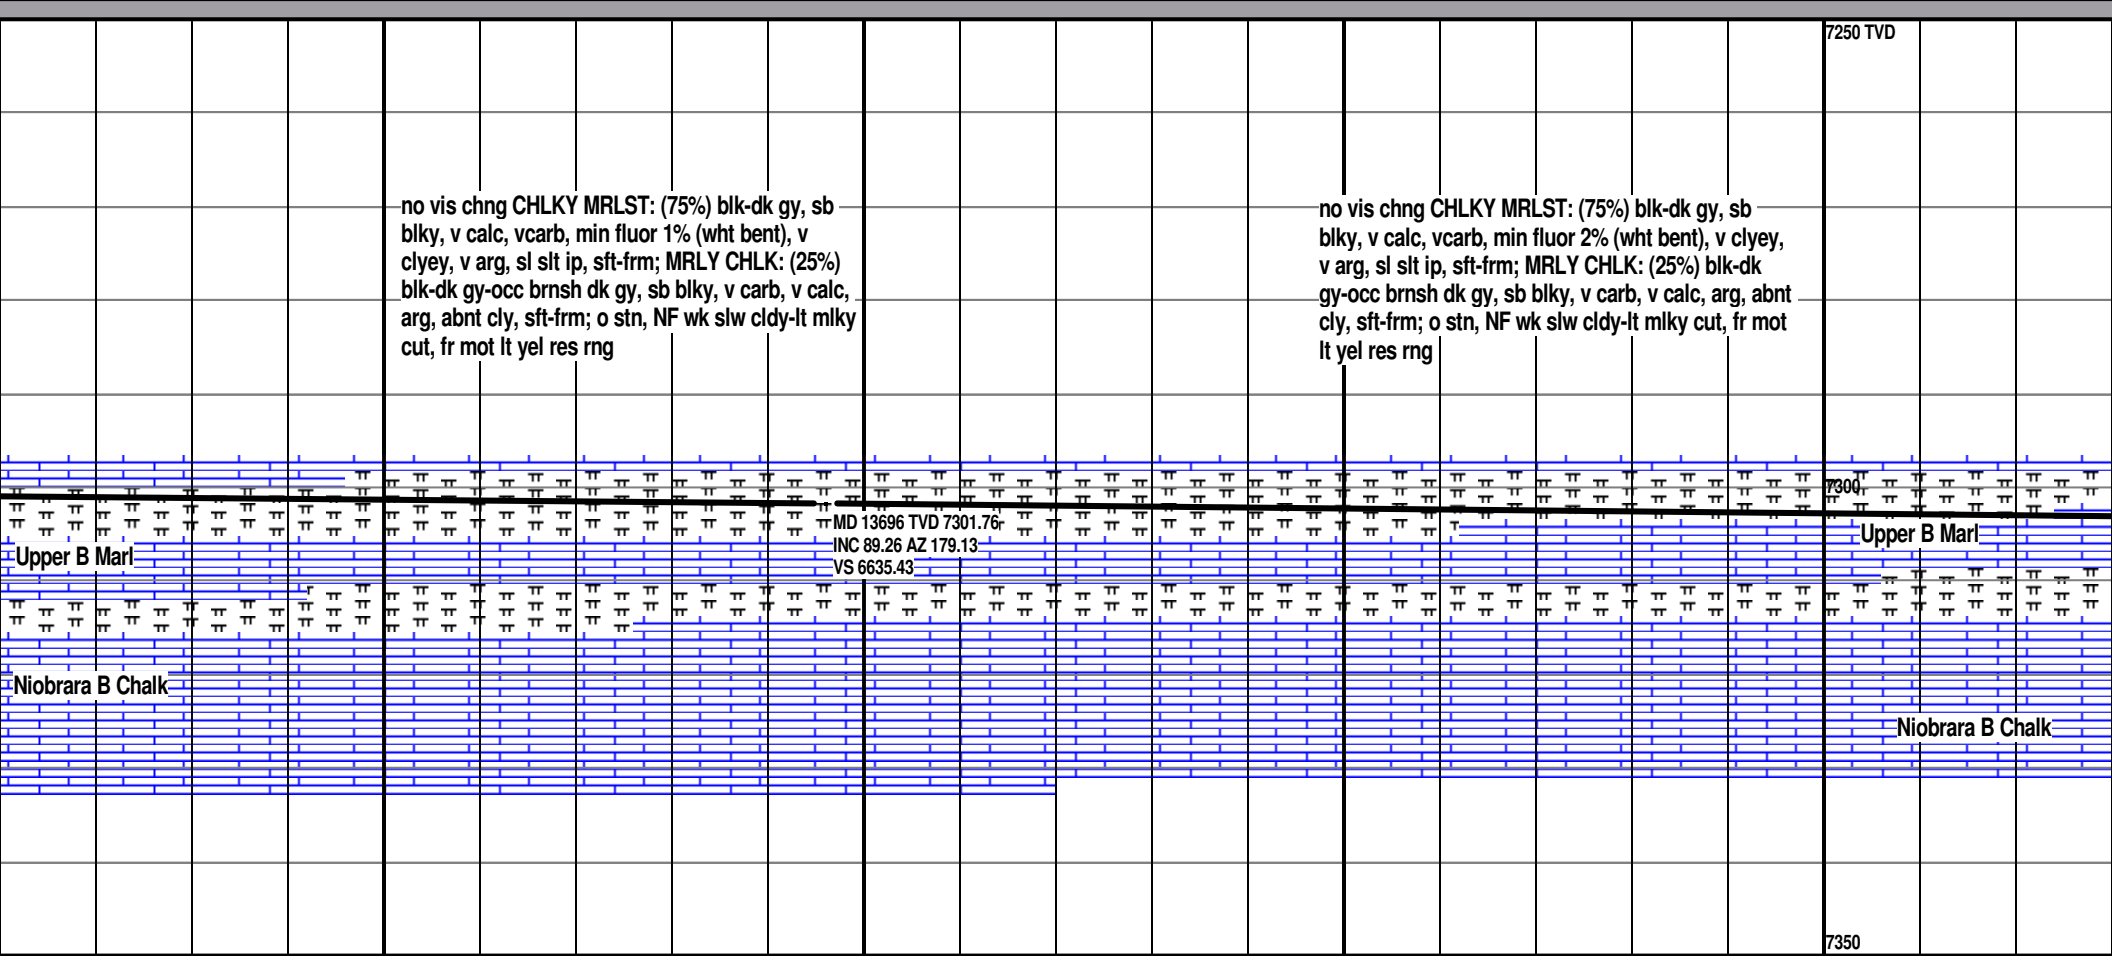 7250 TVD
no vis chng CHLKY MRLST: (75%) blk-dk gy, sb
blky, v calc, vcarb, min fluor 1% (wht bent), v
clyey, v arg, sl slt ip, sft-frm; MRLY CHLK: (25%)
blk-dk gy-occ brnsh dk gy, sb blky, v carb, v calc,
arg, abnt cly, sft-frm; o stn, NF wk slw cldy-lt mlky
cut, fr mot lt yel res rng
no vis chng CHLKY MRLST: (75%) blk-dk gy, sb
blky, v calc, vcarb, min fluor 2% (wht bent), v clyey,
v arg, sl slt ip, sft-frm; MRLY CHLK: (25%) blk-dk
gy-occ brnsh dk gy, sb blky, v carb, v calc, arg, abnt
cly, sft-frm; o stn, NF wk slw cldy-lt mlky cut, fr mot
lt yel res rng
7300
MD 13696 TVD 7301.76
INC 89.26 AZ 179.13
VS 6635.43
Upper B Marl
Upper B Marl
Niobrara B Chalk
Niobrara B Chalk
7350